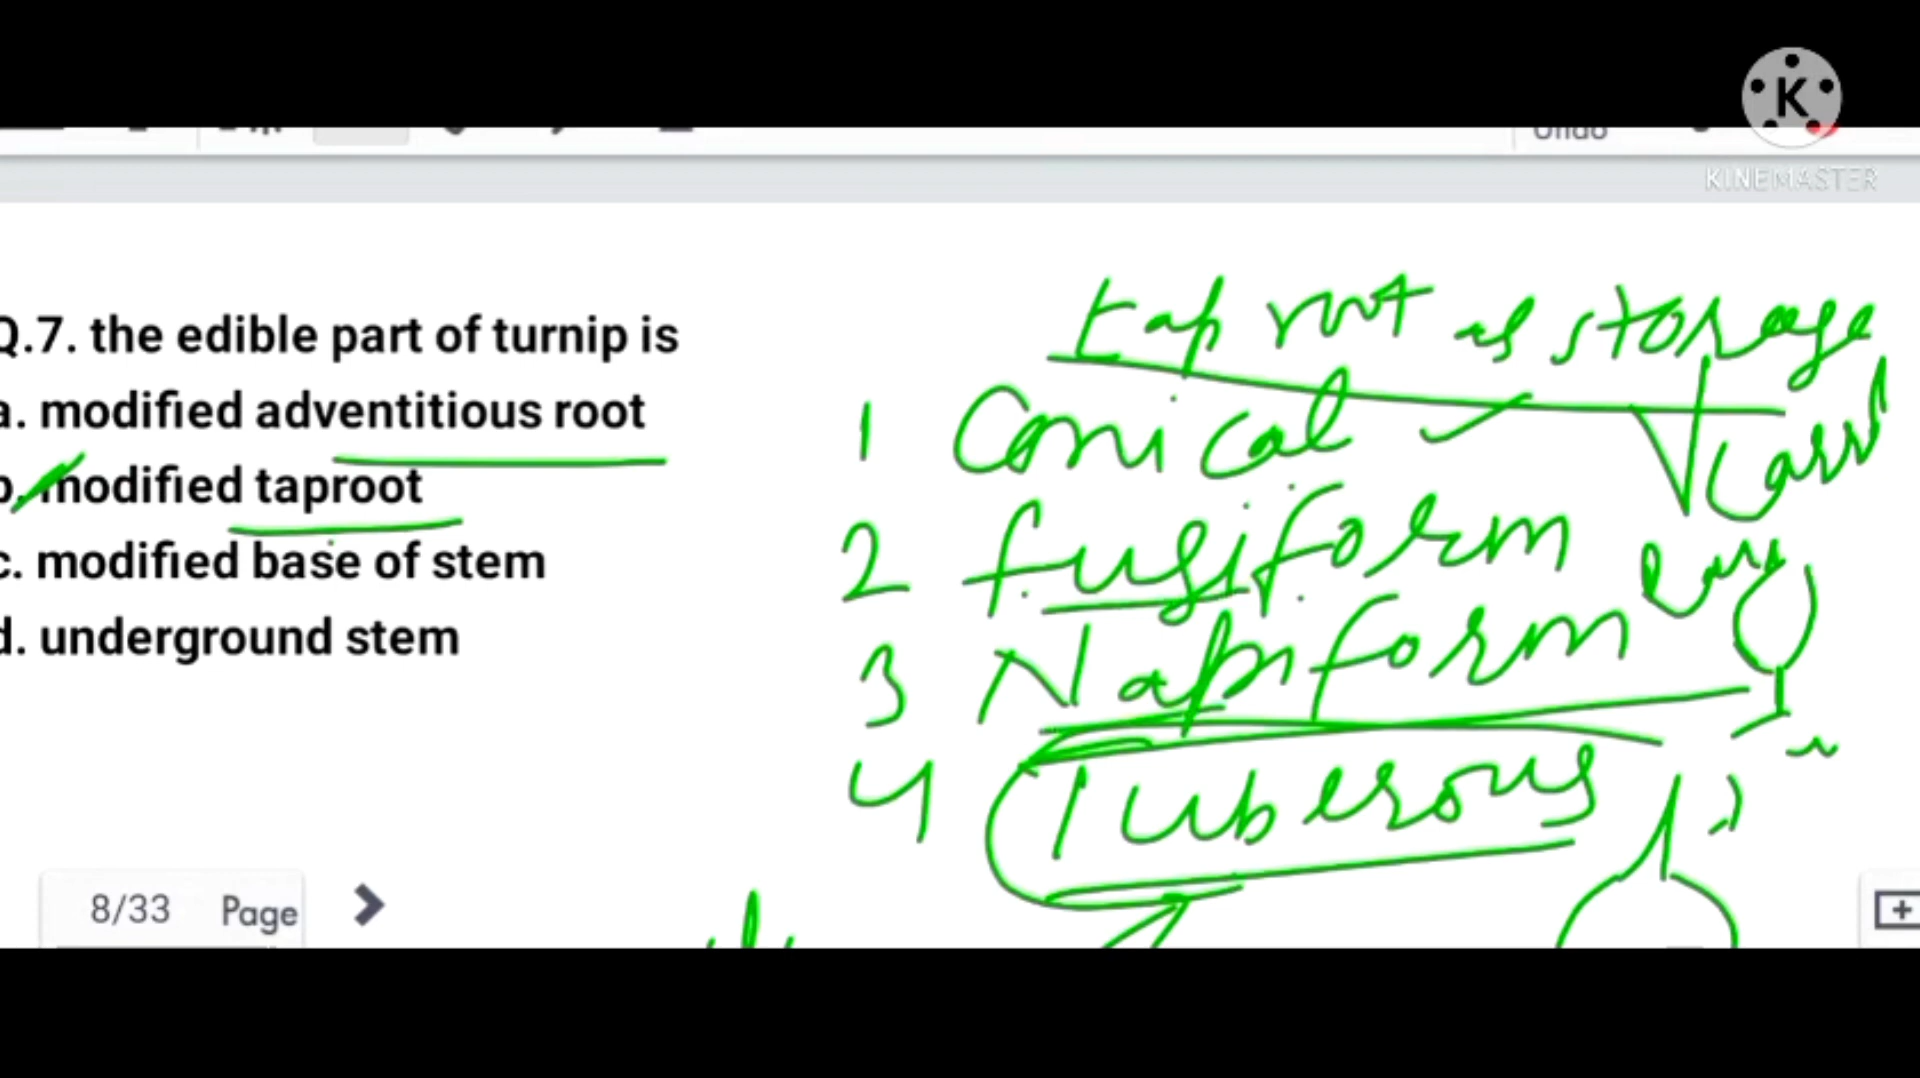 K
Undo
KINEMASTER
Q.7. the edible part of turnip is
a. modified adventitious root
b. modified taproot
c. modified base of stem
d. underground stem
tap root as storage
1 Conical
2 fusiform
3 Napiform
4 Tuberous
8/33 Page